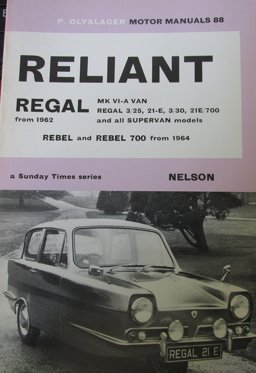 P. OLYSLAGER MOTOR MANUALS 88
RELIANT
REGAL MK VI-A VAN
from 1962 REGAL 3/25, 21-E, 3/30, 21E/700
and all SUPERVAN models
REBEL and REBEL 700 from 1964
a Sunday Times series NELSON
REGAL 21 E